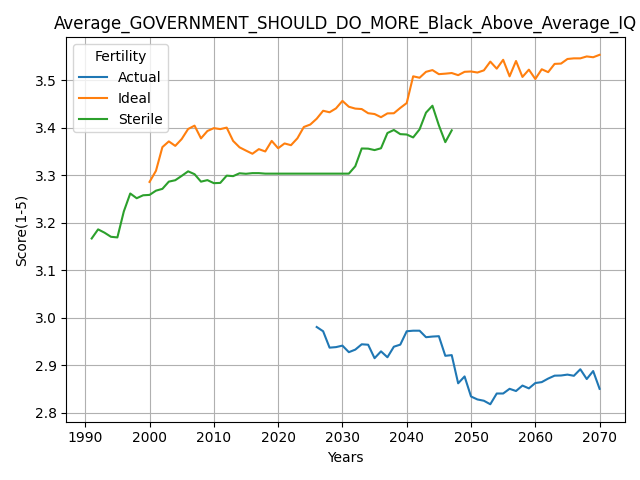 Average_GOVERNMENT_SHOULD_DO_MORE_Black_Above_Average_IQ
Fertility
Actual
Ideal
Sterile
Score(1-5)
3.5
3.4
3.3
3.2
3.1
3.0
2.9
2.8
1990 2000 2010 2020 2030 2040 2050 2060 2070
Years